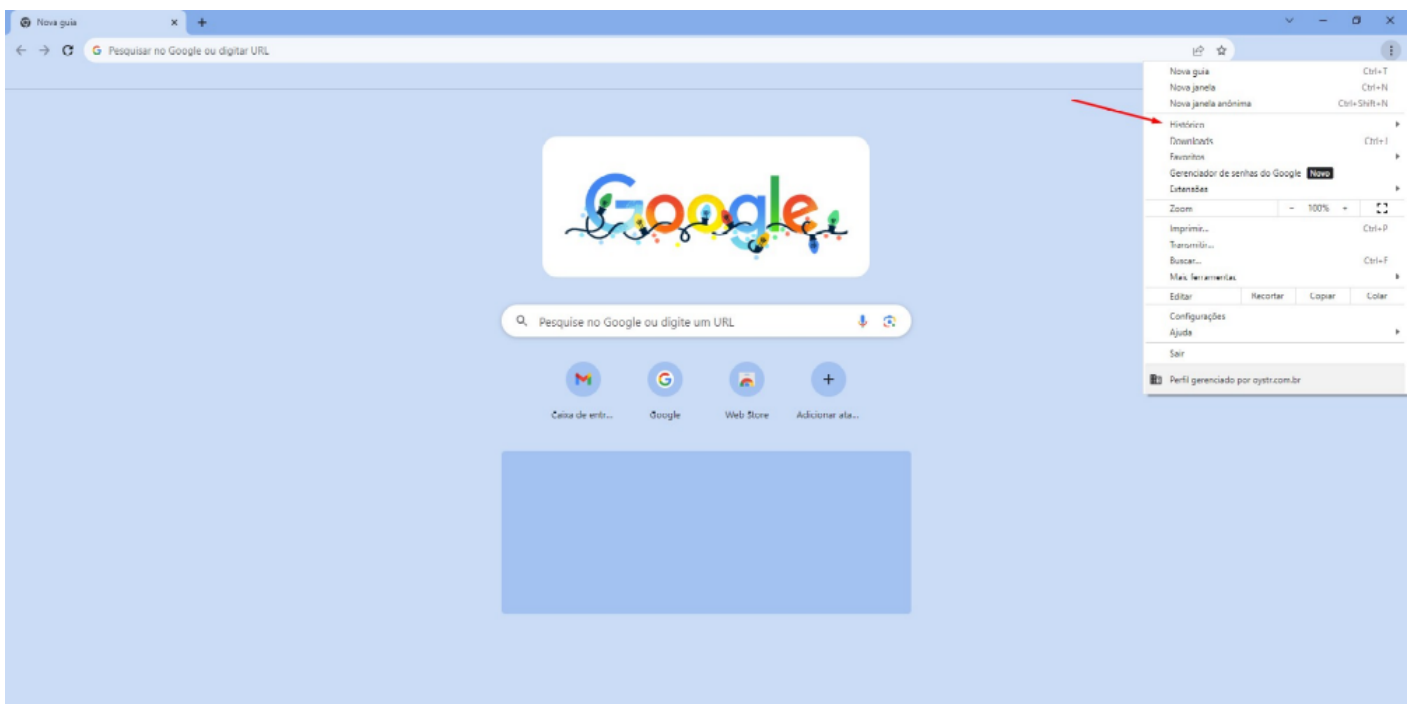 Nova guia
Pesquisar no Google ou digitar URL
Nova guia Ctrl+T
Nova janela Ctrl+N
Nova janela anônima Ctrl+Shift+N
Histórico
Downloads Ctrl+J
Favoritos
Gerenciador de senhas do Google Novo
Extensões
Zoom - 100% +
Imprimir... Ctrl+P
Transmitir...
Buscar... Ctrl+F
Mais ferramentas
Editar Recortar Copiar Colar
Configurações
Ajuda
Sair
Perfil gerenciado por oystr.com.br
Google
Pesquise no Google ou digite um URL
Caixa de entr... Google Web Store Adicionar ata...